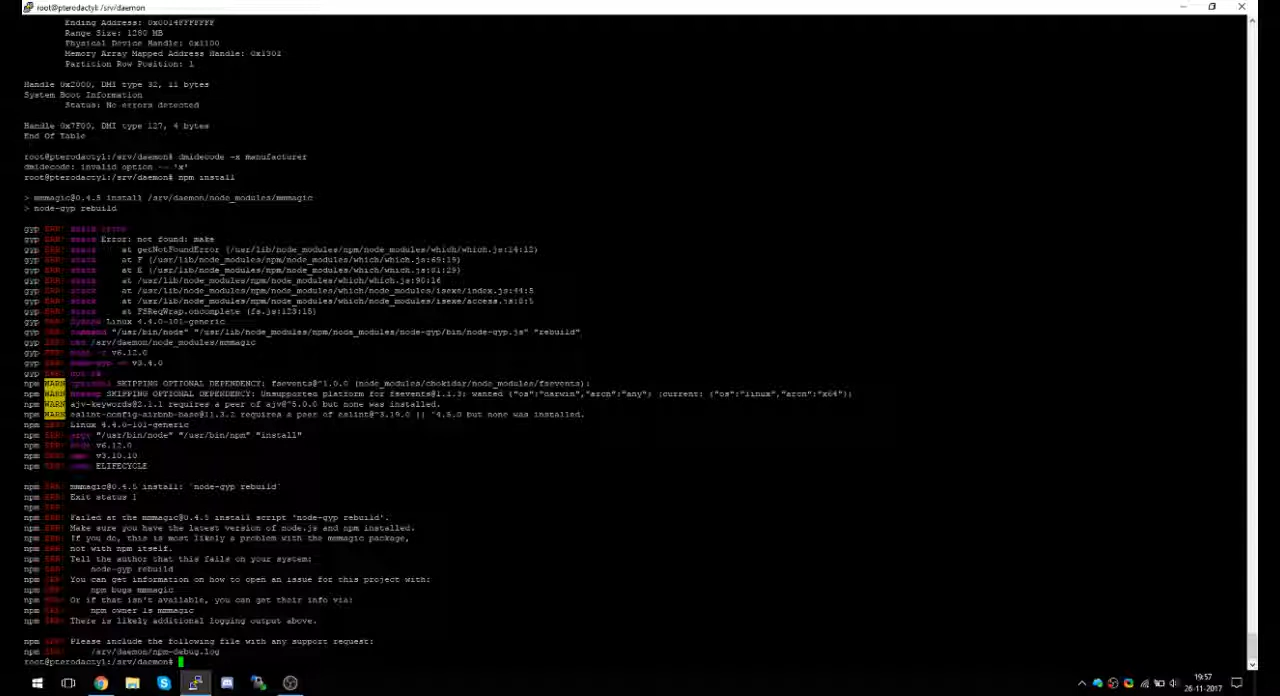 root@pterodactyl: /srv/daemon
Ending Address: 0x0014FFFFFFF
Range Size: 1280 MB
Physical Device Handle: 0x1100
Memory Array Mapped Address Handle: 0x1302
Partition Row Position: 1
Handle 0x2000, DMI type 32, 11 bytes
System Boot Information
Status: No errors detected
Handle 0x7F00, DMI type 127, 4 bytes
End Of Table
root@pterodactyl:/srv/daemon# dmidecode -x manufacturer
dmidecode: invalid option -- 'x'
root@pterodactyl:/srv/daemon# npm install
> mmmagic@0.4.5 install /srv/daemon/node_modules/mmmagic
> node-gyp rebuild
gyp ERR! stack error
gyp ERR! stack Error: not found: make
gyp ERR! stack at getNotFoundError (/usr/lib/node_modules/npm/node_modules/which/which.js:14:12)
gyp ERR! stack at F (/usr/lib/node_modules/npm/node_modules/which/which.js:69:19)
gyp ERR! stack at E (/usr/lib/node_modules/npm/node_modules/which/which.js:81:29)
gyp ERR! stack at /usr/lib/node_modules/npm/node_modules/which/which.js:90:16
gyp ERR! stack at /usr/lib/node_modules/npm/node_modules/which/node_modules/isexe/index.js:44:5
gyp ERR! stack at /usr/lib/node_modules/npm/node_modules/which/node_modules/isexe/access.js:8:5
gyp ERR! stack at FSReqWrap.oncomplete (fs.js:123:15)
gyp ERR! System Linux 4.4.0-101-generic
gyp ERR! command "/usr/bin/node" "/usr/lib/node_modules/npm/node_modules/node-gyp/bin/node-gyp.js" "rebuild"
gyp ERR! cwd /srv/daemon/node_modules/mmmagic
gyp ERR! node -v v6.12.0
gyp ERR! node-gyp -v v3.4.0
gyp ERR! not ok
npm WARN optional SKIPPING OPTIONAL DEPENDENCY: fsevents@^1.0.0 (node_modules/chokidar/node_modules/fsevents):
npm WARN notsup SKIPPING OPTIONAL DEPENDENCY: Unsupported platform for fsevents@1.1.3: wanted {"os":"darwin","arch":"any"} (current: {"os":"linux","arch":"x64"})
npm WARN ajv-keywords@2.1.1 requires a peer of ajv@^5.0.0 but none was installed.
npm WARN eslint-config-airbnb-base@11.3.2 requires a peer of eslint@^3.19.0 || ^4.5.0 but none was installed.
npm ERR! Linux 4.4.0-101-generic
npm ERR! argv "/usr/bin/node" "/usr/bin/npm" "install"
npm ERR! node v6.12.0
npm ERR! npm v3.10.10
npm ERR! code ELIFECYCLE
npm ERR! mmmagic@0.4.5 install: `node-gyp rebuild`
npm ERR! Exit status 1
npm ERR!
npm ERR! Failed at the mmmagic@0.4.5 install script 'node-gyp rebuild'.
npm ERR! Make sure you have the latest version of node.js and npm installed.
npm ERR! If you do, this is most likely a problem with the mmmagic package,
npm ERR! not with npm itself.
npm ERR! Tell the author that this fails on your system:
npm ERR! node-gyp rebuild
npm ERR! You can get information on how to open an issue for this project with:
npm ERR! npm bugs mmmagic
npm ERR! Or if that isn't available, you can get their info via:
npm ERR! npm owner ls mmmagic
npm ERR! There is likely additional logging output above.
npm ERR! Please include the following file with any support request:
npm ERR! /srv/daemon/npm-debug.log
root@pterodactyl:/srv/daemon#
19:57
26-11-2017